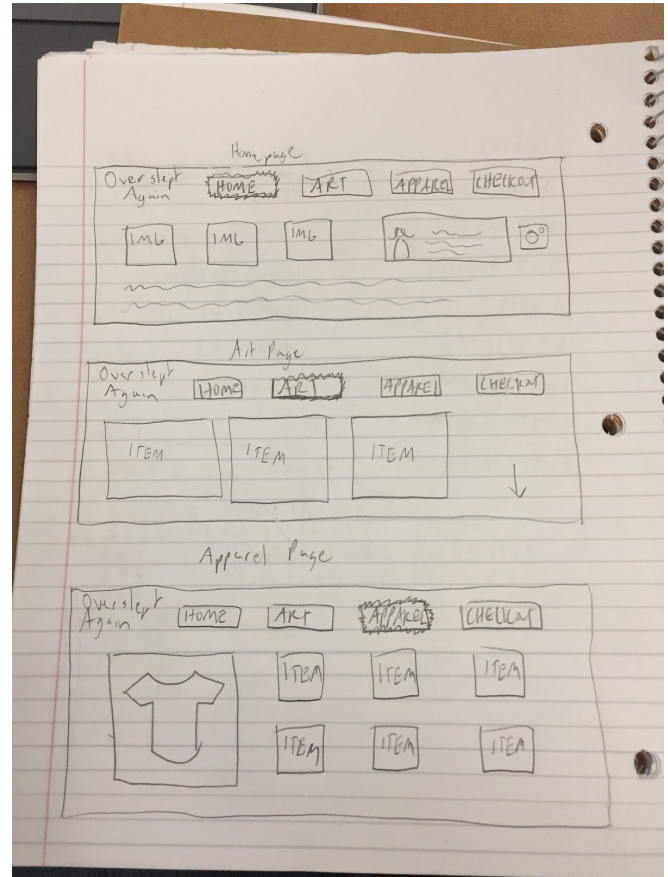 Home page
Overslept HOME ART APPAREL CHECKOUT
Again
IMG IMG IMG
Art Page
Overslept
Again HOME ART APPAREL CHECKOUT
ITEM ITEM ITEM
Apparel Page
Overslept HOME ART APPAREL CHECKOUT
Again
ITEM ITEM ITEM
ITEM ITEM ITEM